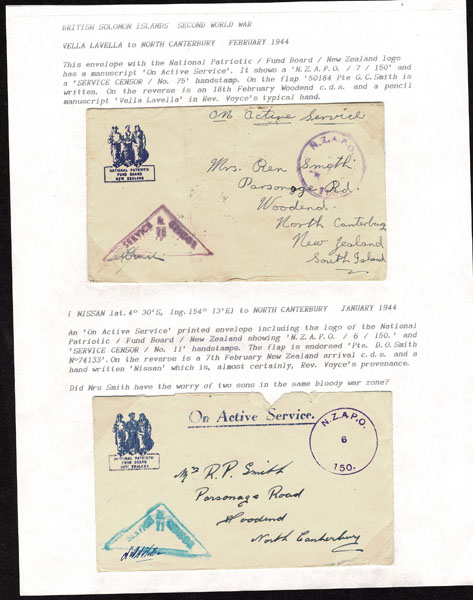 BRITISH SOLOMON ISLANDS SECOND WORLD WAR
VELLA LAVELLA to NORTH CANTERBURY FEBRUARY 1944
This envelope with the National Patriotic / Fund Board / New Zealand logo
has a manuscript 'On Active Service'. It shows a 'N.Z.A.P.O. / 7 / 150' and
a 'SERVICE CENSOR / No. 75' handstamp. On the flap '50184 Pte G.C.Smith is
written. On the reverse is an 18th February Woodend c.d.s. and a pencil
manuscript 'Vella Lavella' in Rev. Voyce's typical hand.
ON Active Service
NATIONAL PATRIOTIC
FUND BOARD
NEW ZEALAND
N.Z.A.P.O.
Mrs. Smith.
Parsonage Rd.
Woodend
North Canterbury
New Zealand
South Island
SERVICE CENSOR
75
( NISSAN lat.4° 30'S, lng.154° 13'E) to NORTH CANTERBURY JANUARY 1944
An 'On Active Service' printed envelope including the logo of the National
Patriotic / Fund Board / New Zealand showing 'N.Z.A.P.O. / 6 / 150.' and
'SERVICE CENSOR / No. 11' handstamps. The flap is endorsed 'Pte. D.O.Smith
N°74133'. On the reverse is a 7th February New Zealand arrival c.d.s. and a
hand written 'Nissan' which is, almost certainly, Rev. Voyce's provenance.
Did Mrs Smith have the worry of two sons in the same bloody war zone?
NATIONAL PATRIOTIC
FUND BOARD
NEW ZEALAND
On Active Service.
N.Z.A.P.O.
6
150.
Mrs R.P. Smith
Parsonage Road
Woodend
North Canterbury
SERVICE CENSOR
11